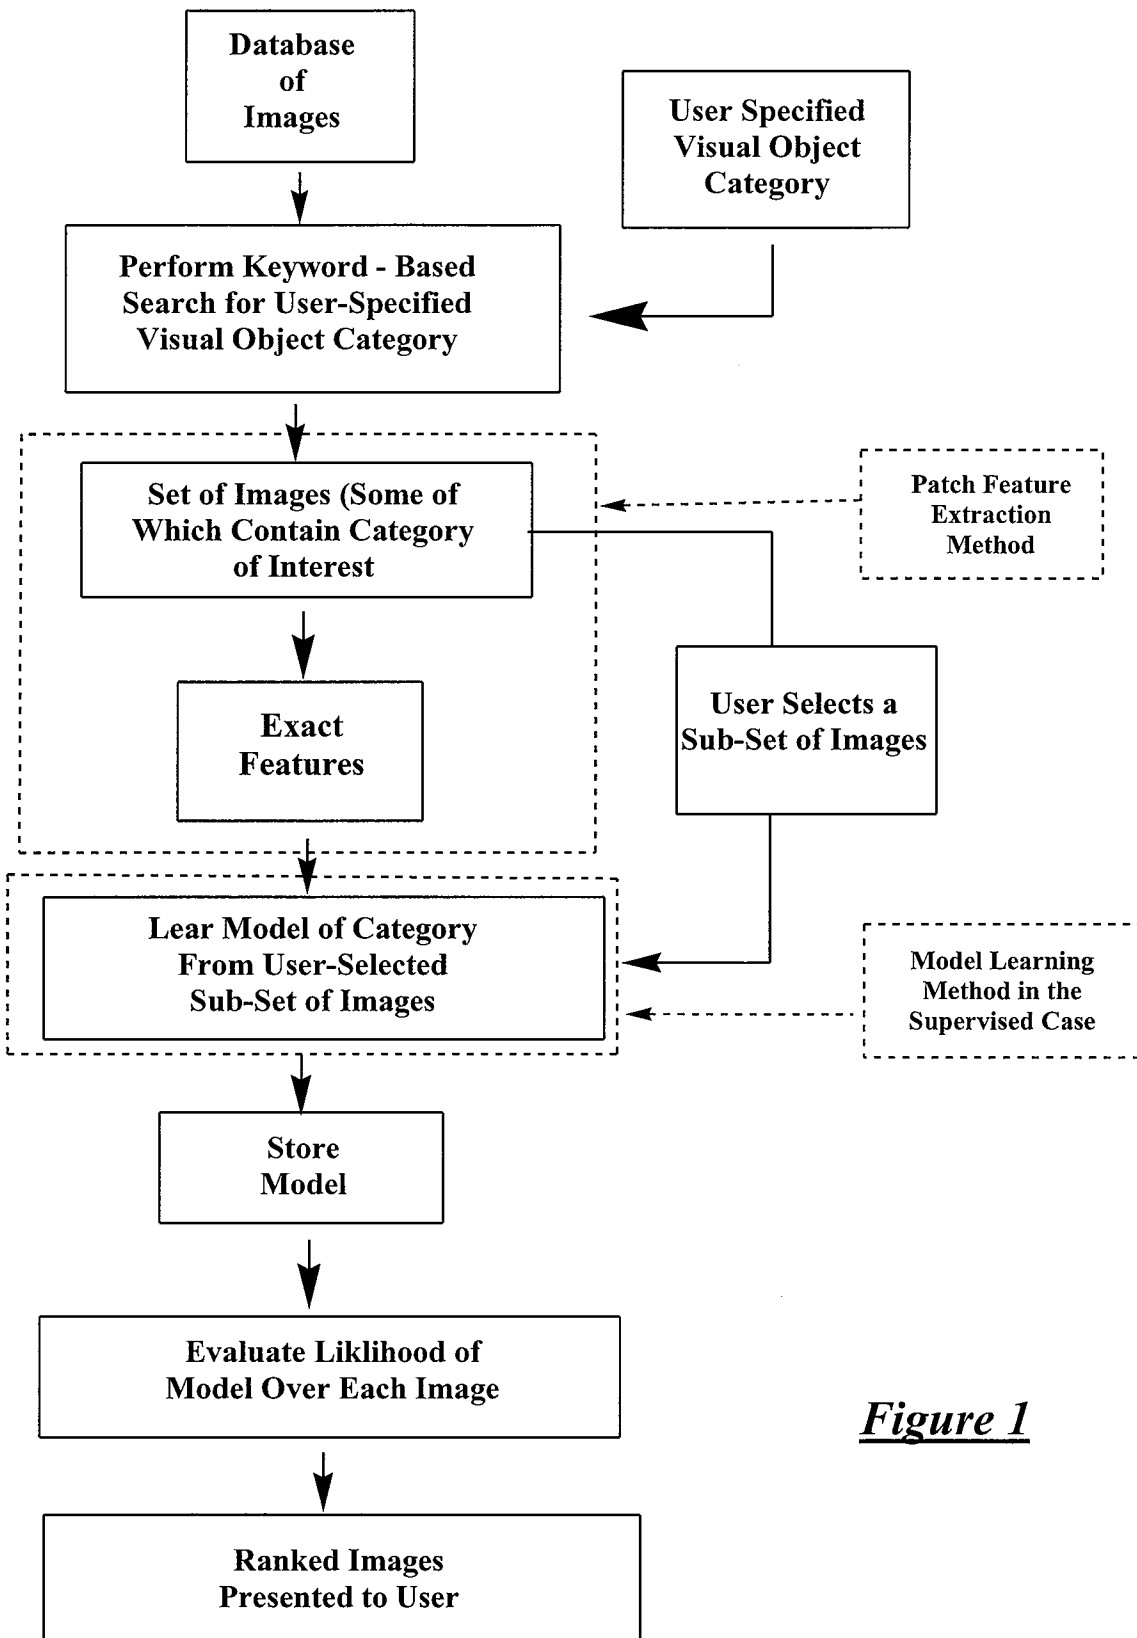 Database
of
Images
User Specified
Visual Object
Category
Perform Keyword - Based
Search for User-Specified
Visual Object Category
Set of Images (Some of
Which Contain Category
of Interest
Patch Feature
Extraction
Method
Exact
Features
User Selects a
Sub-Set of Images
Lear Model of Category
From User-Selected
Sub-Set of Images
Model Learning
Method in the
Supervised Case
Store
Model
Evaluate Liklihood of
Model Over Each Image
Figure 1
Ranked Images
Presented to User